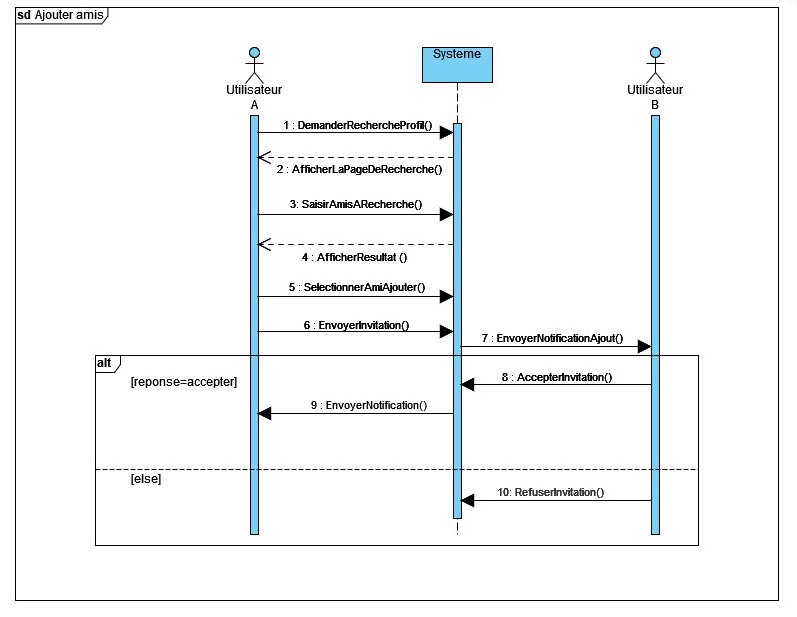 sd Ajouter amis
Systeme
Utilisateur
A
Utilisateur
B
1 : DemanderRechercheProfil()
2 : AfficherLaPageDeRecherche()
3: SaisirAmisARecherche()
4 : AfficherResultat ()
5 : SelectionnerAmiAjouter()
6 : EnvoyerInvitation()
7 : EnvoyerNotificationAjout()
alt
[reponse=accepter]
8 : AccepterInvitation()
9 : EnvoyerNotification()
[else]
10: RefuserInvitation()